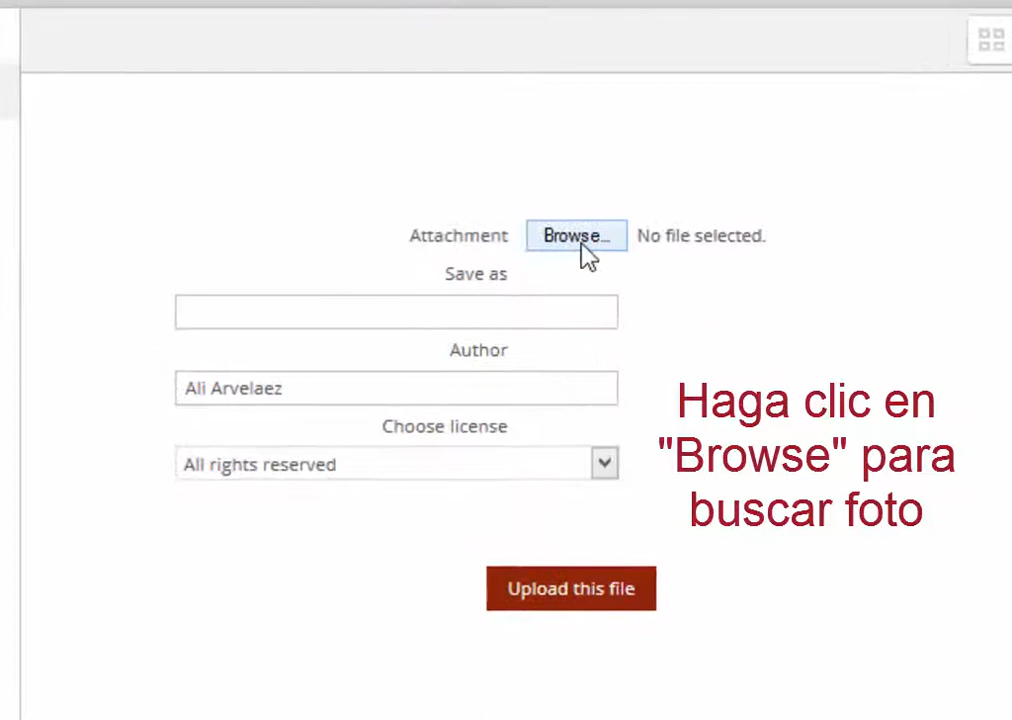 Attachment Browse... No file selected.
Save as
Author
Ali Arvelaez
Choose license
All rights reserved
Haga clic en
"Browse" para
buscar foto
Upload this file